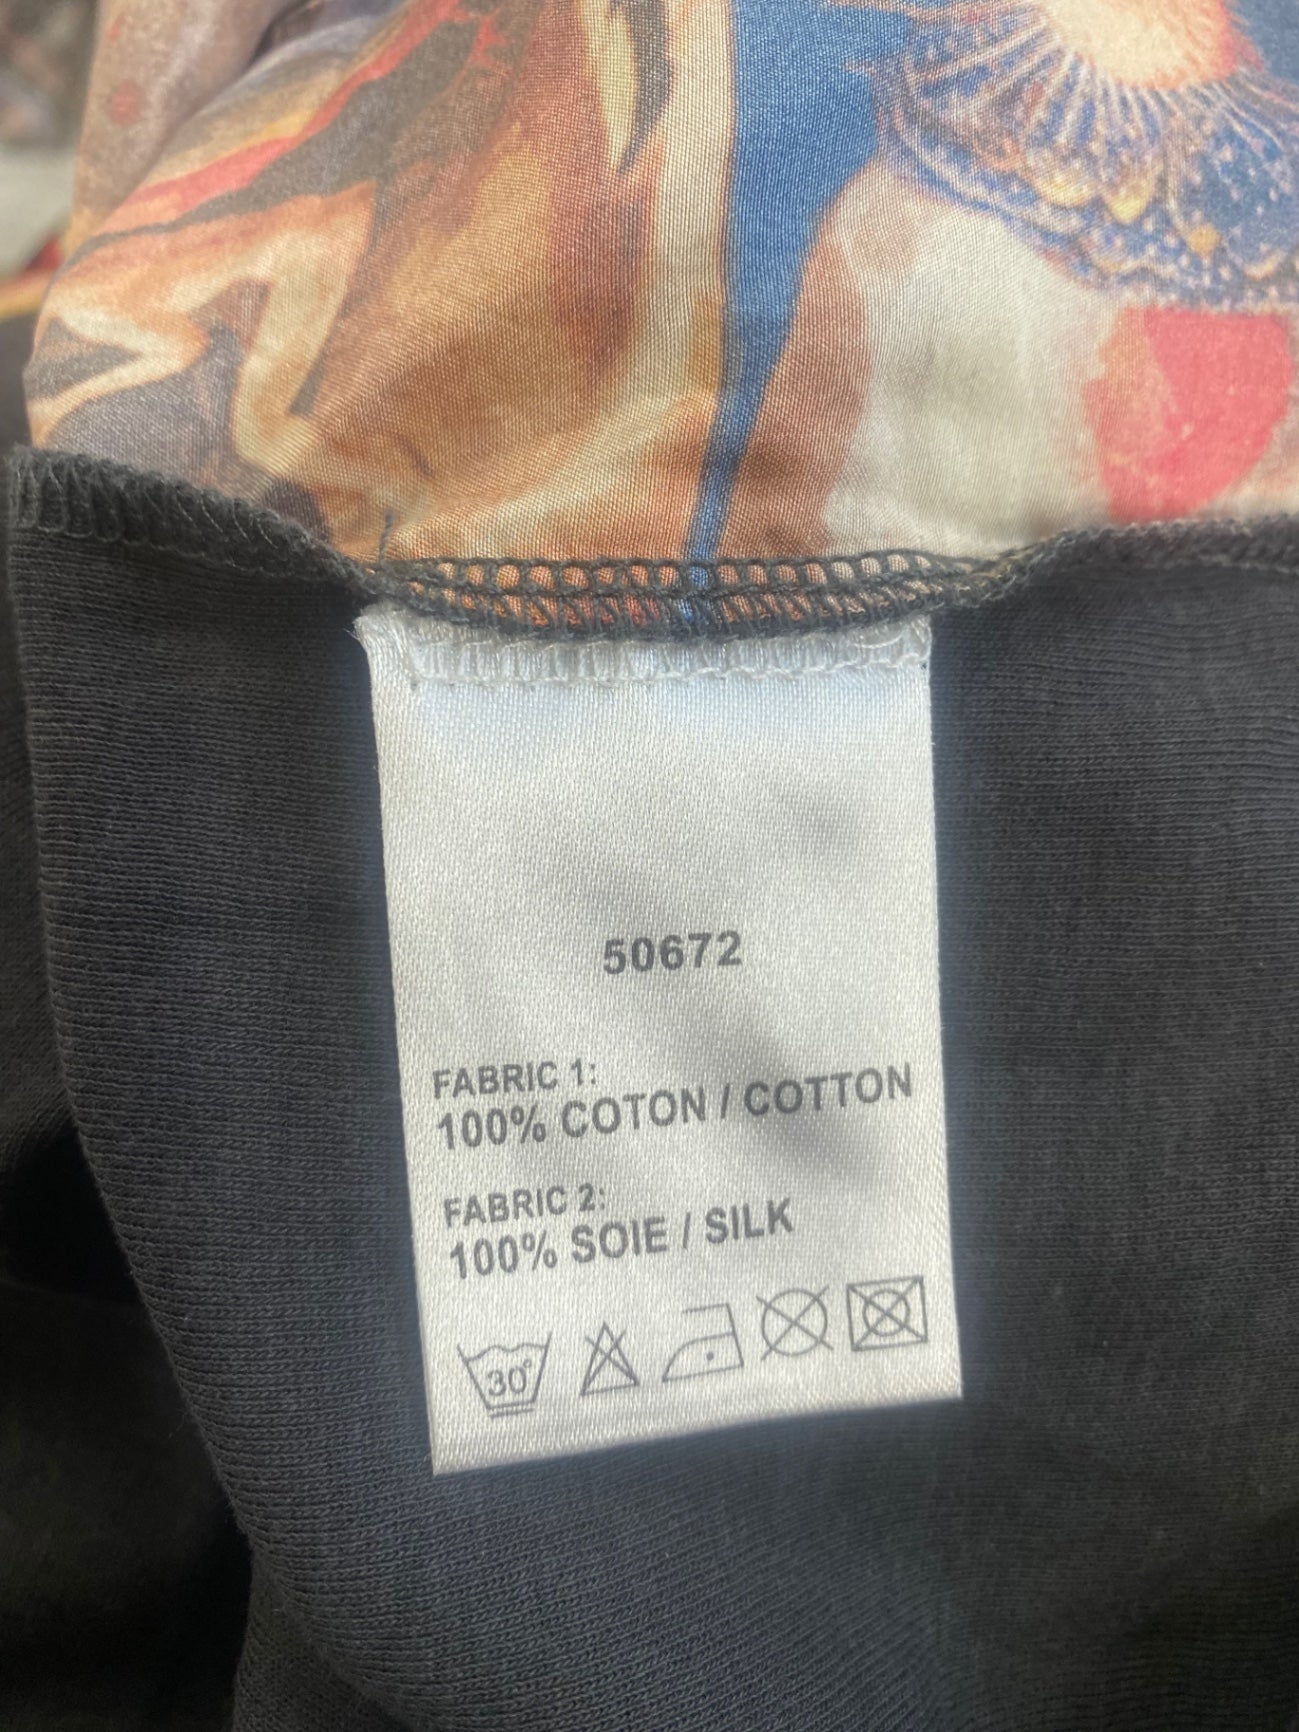 50672
FABRIC 1:
100% COTON / COTTON
FABRIC 2:
100% SOIE / SILK
30°